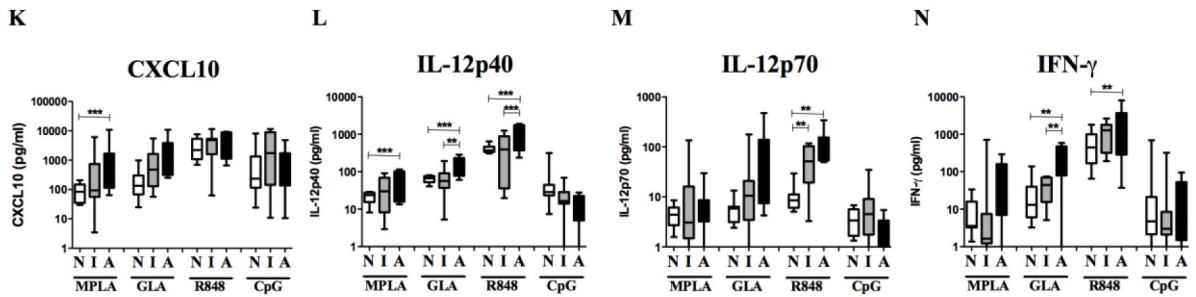 K
CXCL10
CXCL10 (pg/ml)
100000
10000
1000
100
10
1
***
N I A N I A N I A N I A
MPLA GLA R848 CpG
L
IL-12p40
IL-12p40 (pg/ml)
10000
1000
100
10
1
***
***
**
***
***
N I A N I A N I A N I A
MPLA GLA R848 CpG
M
IL-12p70
IL-12p70 (pg/ml)
1000
100
10
1
**
**
N I A N I A N I A N I A
MPLA GLA R848 CpG
N
IFN-γ
IFN-γ (pg/ml)
10000
1000
100
10
1
**
**
**
N I A N I A N I A N I A
MPLA GLA R848 CpG